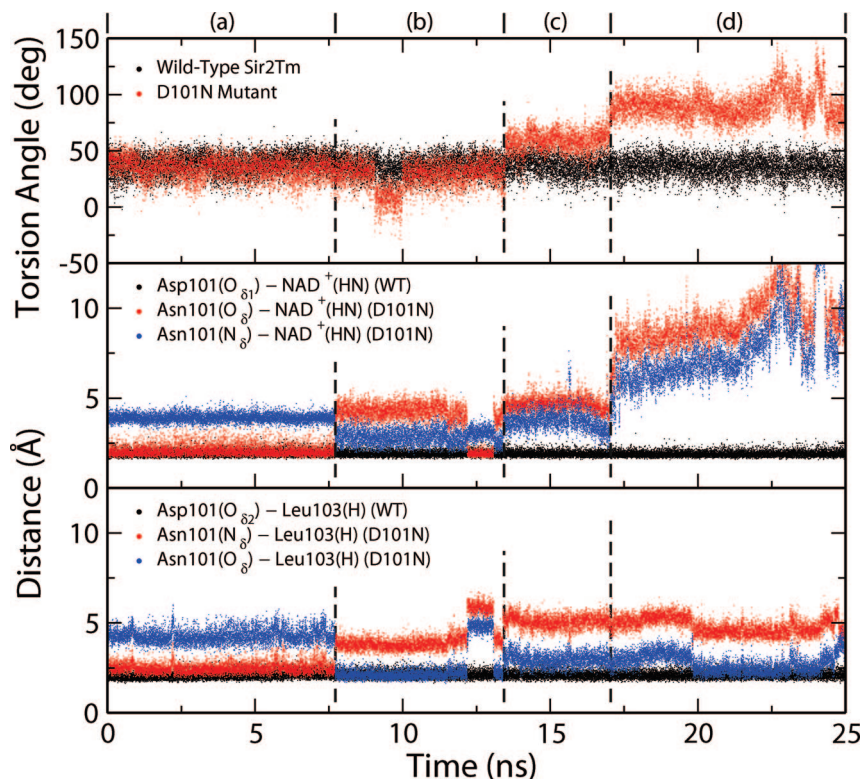 (a) (b) (c) (d)
150
100
50
0
-50
Torsion Angle (deg)
Wild-Type Sir2Tm
D101N Mutant
10
5
0
Asp101(Oδ1) – NAD+(HN) (WT)
Asn101(Oδ) – NAD+(HN) (D101N)
Asn101(Nδ) – NAD+(HN) (D101N)
Distance (Å)
10
5
0
Asp101(Oδ2) – Leu103(H) (WT)
Asn101(Nδ) – Leu103(H) (D101N)
Asn101(Oδ) – Leu103(H) (D101N)
0 5 10 15 20 25
Time (ns)